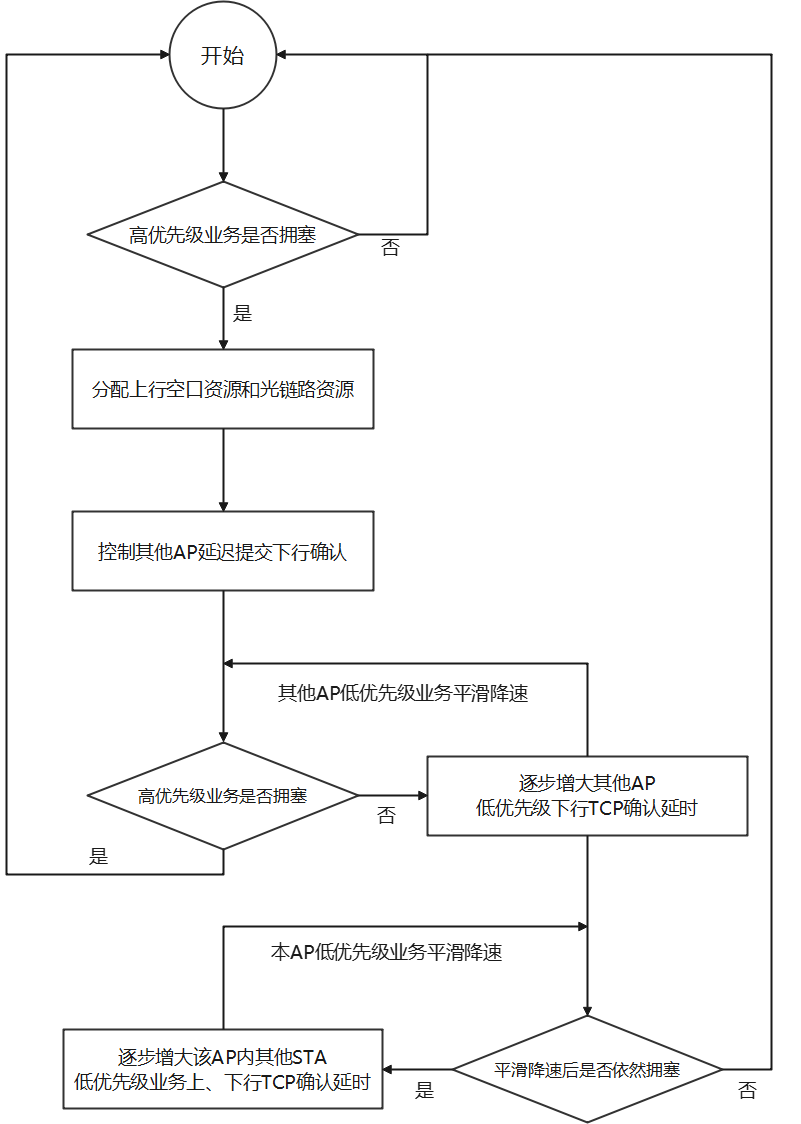 开始
高优先级业务是否拥塞
否
是
分配上行空口资源和光链路资源
控制其他AP延迟提交下行确认
其他AP低优先级业务平滑降速
高优先级业务是否拥塞
否
逐步增大其他AP
低优先级下行TCP确认延时
是
本AP低优先级业务平滑降速
逐步增大该AP内其他STA
低优先级业务上、下行TCP确认延时
是
平滑降速后是否依然拥塞
否